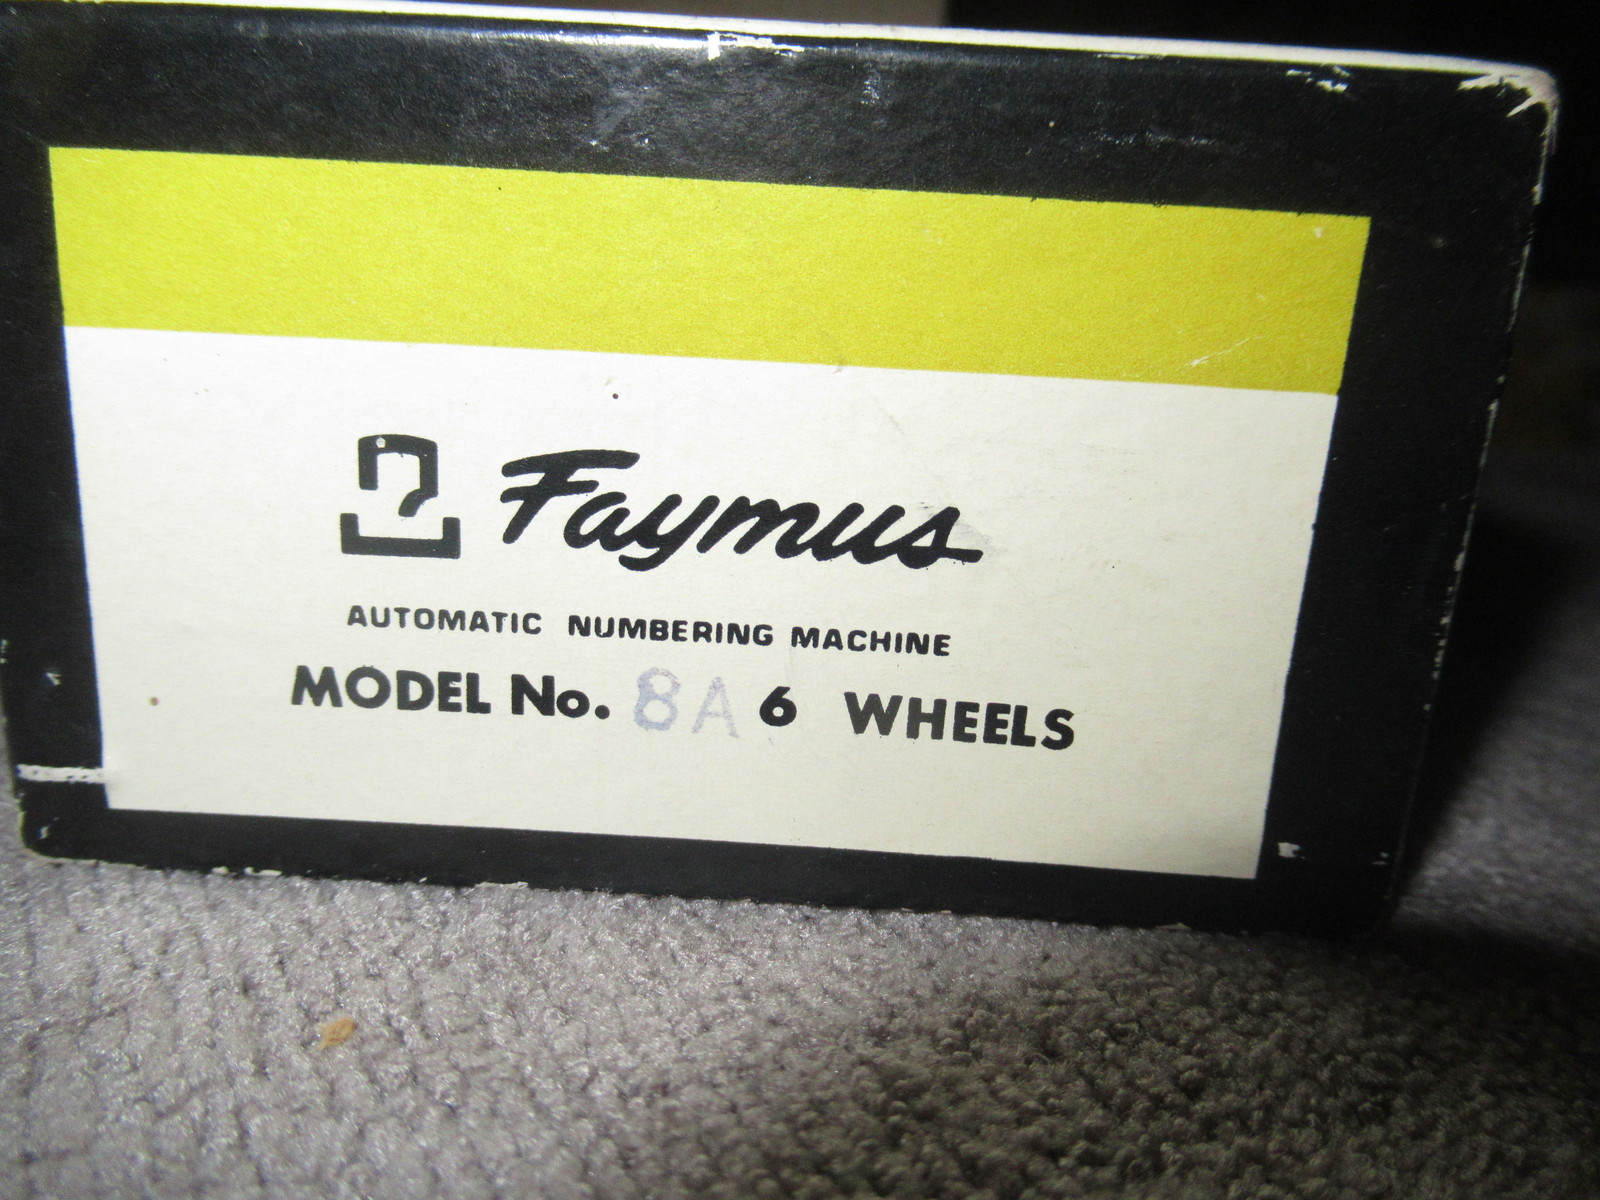 Faymus
AUTOMATIC NUMBERING MACHINE
MODEL No. 8A 6 WHEELS